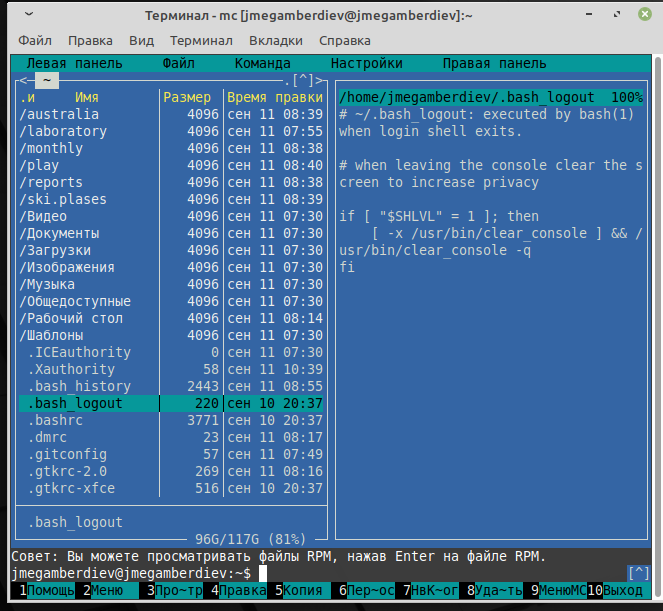 Терминал - mc [jmegamberdiev@jmegamberdiev]:~
Файл Правка Вид Терминал Вкладки Справка
Левая панель Файл Команда Настройки Правая панель
<─ ~ .[^]>
.и Имя Размер Время правки
/australia 4096 сен 11 08:39
/laboratory 4096 сен 11 07:55
/monthly 4096 сен 11 08:38
/play 4096 сен 11 08:40
/reports 4096 сен 11 08:38
/ski.plases 4096 сен 11 08:39
/Видео 4096 сен 11 07:30
/Документы 4096 сен 11 07:30
/Загрузки 4096 сен 11 07:30
/Изображения 4096 сен 11 07:30
/Музыка 4096 сен 11 07:30
/Общедоступные 4096 сен 11 07:30
/Рабочий стол 4096 сен 11 08:14
/Шаблоны 4096 сен 11 07:30
.ICEauthority 0 сен 11 07:30
.Xauthority 58 сен 11 10:39
.bash_history 2443 сен 11 08:55
.bash_logout 220 сен 10 20:37
.bashrc 3771 сен 10 20:37
.dmrc 23 сен 11 08:17
.gitconfig 57 сен 11 07:49
.gtkrc-2.0 269 сен 11 08:16
.gtkrc-xfce 516 сен 10 20:37
.bash_logout
96G/117G (81%)
/home/jmegamberdiev/.bash_logout 100%
# ~/.bash_logout: executed by bash(1)
when login shell exits.
# when leaving the console clear the s
creen to increase privacy
if [ "$SHLVL" = 1 ]; then
[ -x /usr/bin/clear_console ] && /
usr/bin/clear_console -q
fi
Совет: Вы можете просматривать файлы RPM, нажав Enter на файле RPM.
jmegamberdiev@jmegamberdiev:~$ [^]
1Помощь 2Меню 3Про~тр 4Правка 5Копия 6Пер~ос 7НвК~ог 8Уда~ть 9МенюМС 10Выход